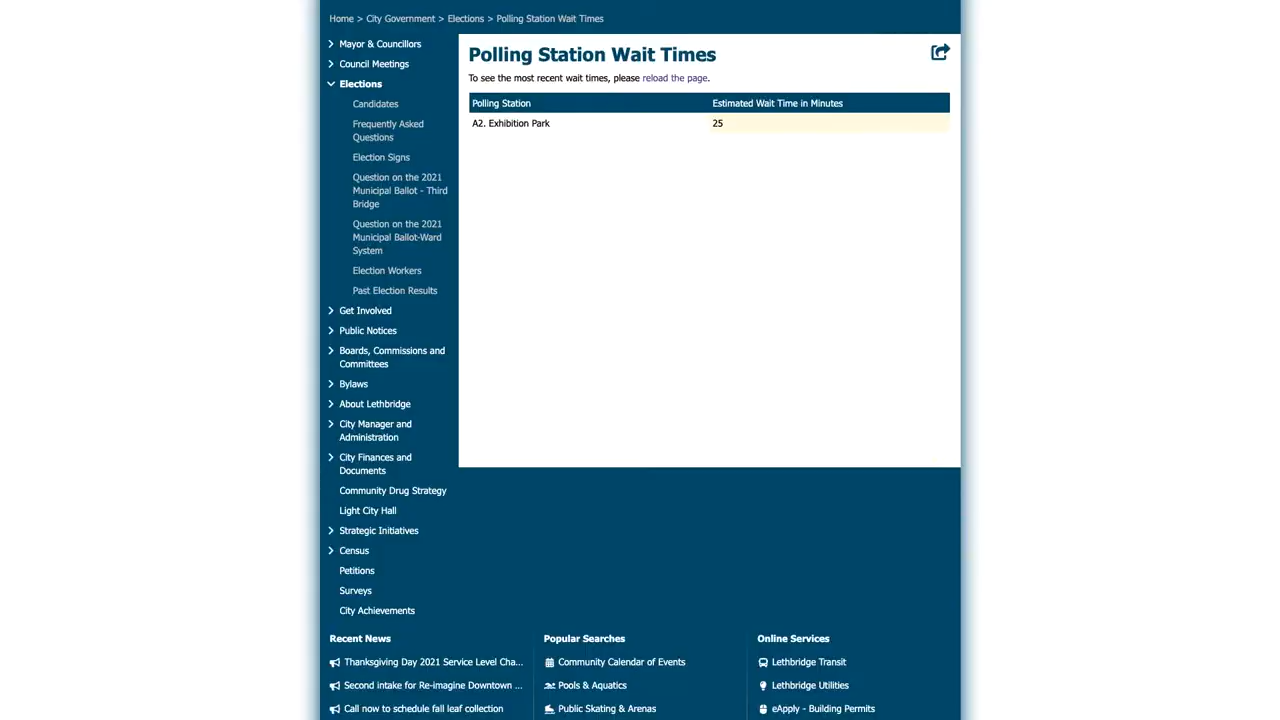 Home > City Government > Elections > Polling Station Wait Times
Mayor & Councillors
Council Meetings
Elections
Candidates
Frequently Asked
Questions
Election Signs
Question on the 2021
Municipal Ballot - Third
Bridge
Question on the 2021
Municipal Ballot-Ward
System
Election Workers
Past Election Results
Get Involved
Public Notices
Boards, Commissions and
Committees
Bylaws
About Lethbridge
City Manager and
Administration
City Finances and
Documents
Community Drug Strategy
Light City Hall
Strategic Initiatives
Census
Petitions
Surveys
City Achievements
Polling Station Wait Times
To see the most recent wait times, please reload the page.
Polling Station Estimated Wait Time in Minutes
A2. Exhibition Park 25
Recent News
Thanksgiving Day 2021 Service Level Cha...
Second intake for Re-imagine Downtown ...
Call now to schedule fall leaf collection
Popular Searches
Community Calendar of Events
Pools & Aquatics
Public Skating & Arenas
Online Services
Lethbridge Transit
Lethbridge Utilities
eApply - Building Permits